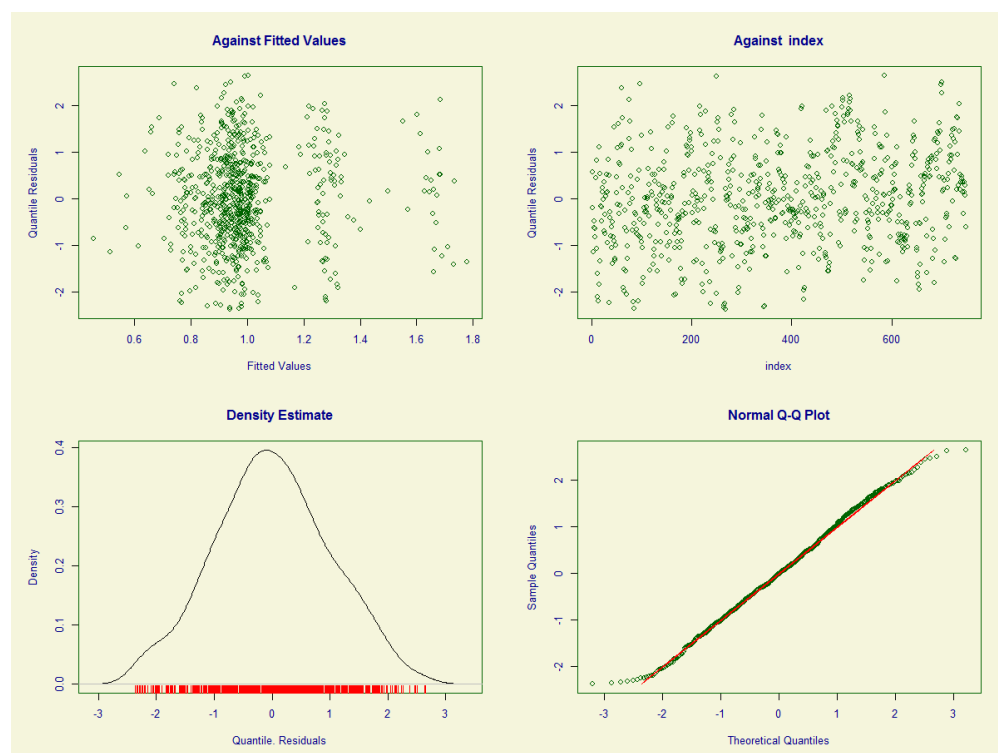 Against Fitted Values
Quantile Residuals
2
1
0
-1
-2
0.6 0.8 1.0 1.2 1.4 1.6 1.8
Fitted Values
Against index
Quantile Residuals
2
1
0
-1
-2
0 200 400 600
index
Density Estimate
Density
0.4
0.3
0.2
0.1
0.0
-3 -2 -1 0 1 2 3
Quantile. Residuals
Normal Q-Q Plot
Sample Quantiles
2
1
0
-1
-2
-3 -2 -1 0 1 2 3
Theoretical Quantiles